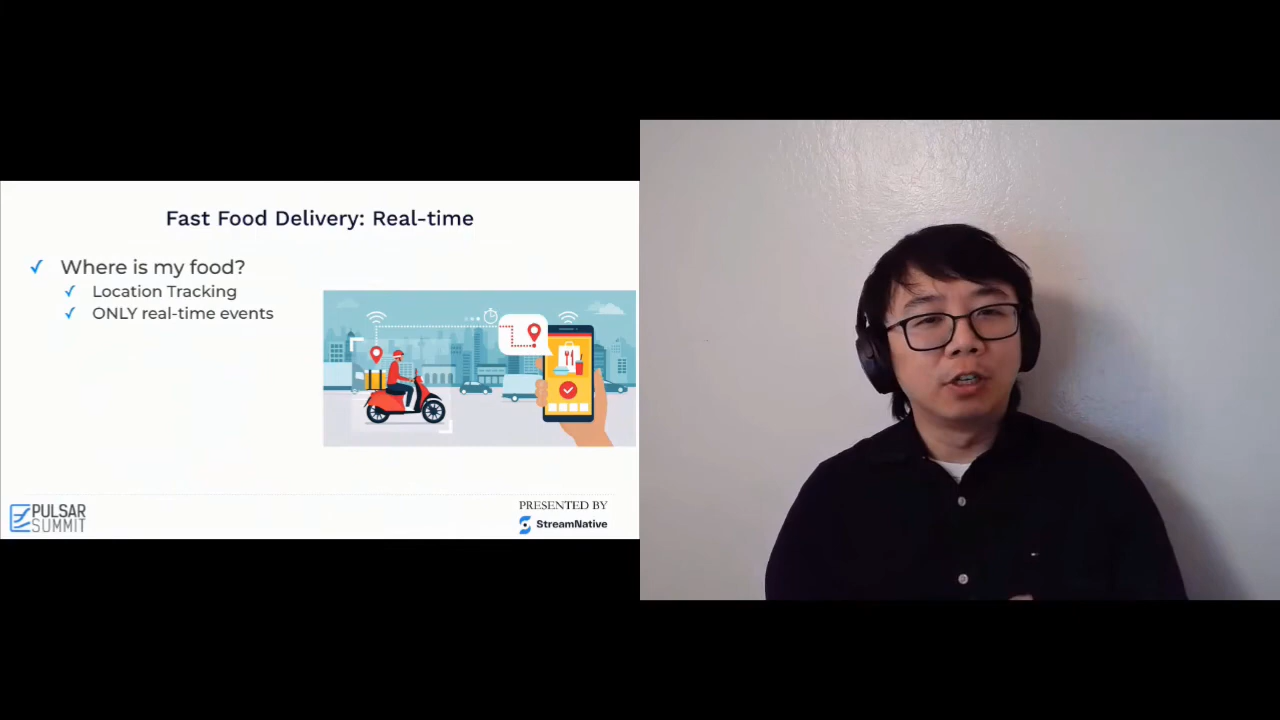 Fast Food Delivery: Real-time
✓ Where is my food?
✓ Location Tracking
✓ ONLY real-time events
PULSAR
SUMMIT
PRESENTED BY
StreamNative